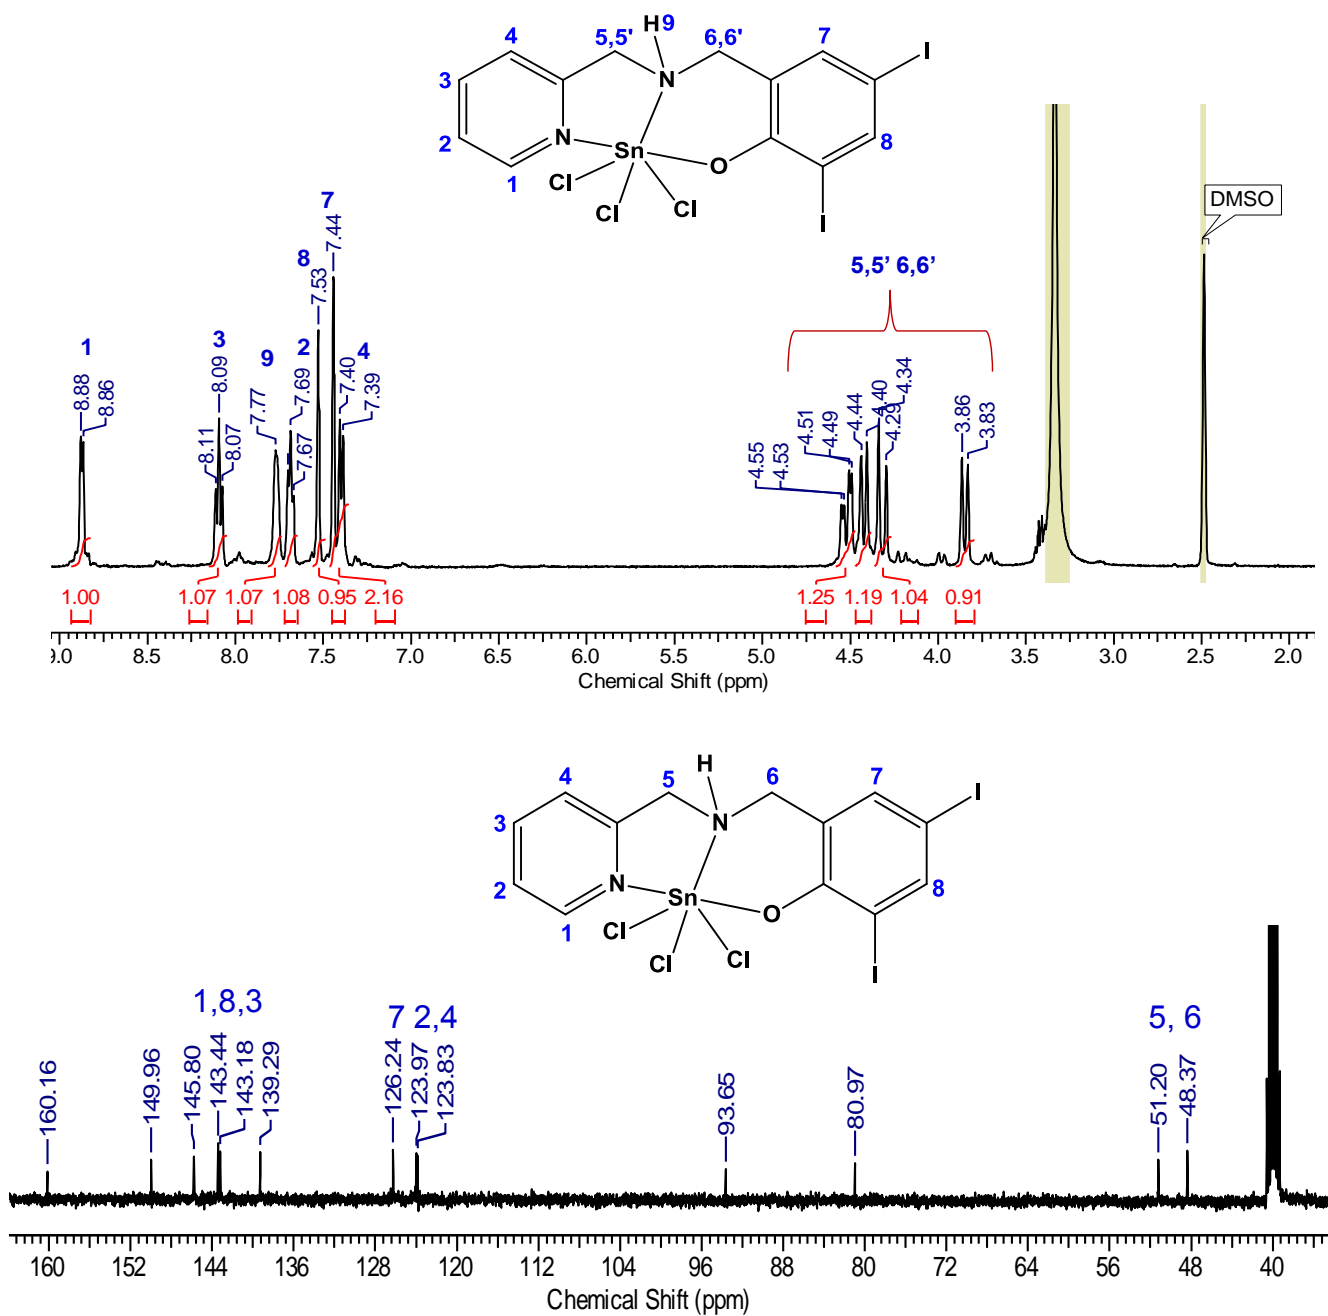 H 9
4 5,5' 6,6' 7 I
3 N
2 N Sn O 8
1 Cl
Cl Cl I
DMSO
7
7.44
8
7.53
5,5’ 6,6’
1 3 9 2 4
8.88 8.86 8.11 8.09 8.07 7.77 7.69 7.67 7.40 7.39 4.55 4.53 4.51 4.49 4.44 4.40 4.34 4.29 3.86 3.83
1.00 1.07 1.07 1.08 0.95 2.16 1.25 1.19 1.04 0.91
9.0 8.5 8.0 7.5 7.0 6.5 6.0 5.5 5.0 4.5 4.0 3.5 3.0 2.5 2.0
Chemical Shift (ppm)
H
4 5 6 7 I
3 N
2 N Sn O 8
1 Cl
Cl Cl I
1,8,3 7 2,4 5, 6
160.16 149.96 145.80 143.44 143.18 139.29 126.24 123.97 123.83 93.65 80.97 51.20 48.37
160 152 144 136 128 120 112 104 96 88 80 72 64 56 48 40
Chemical Shift (ppm)